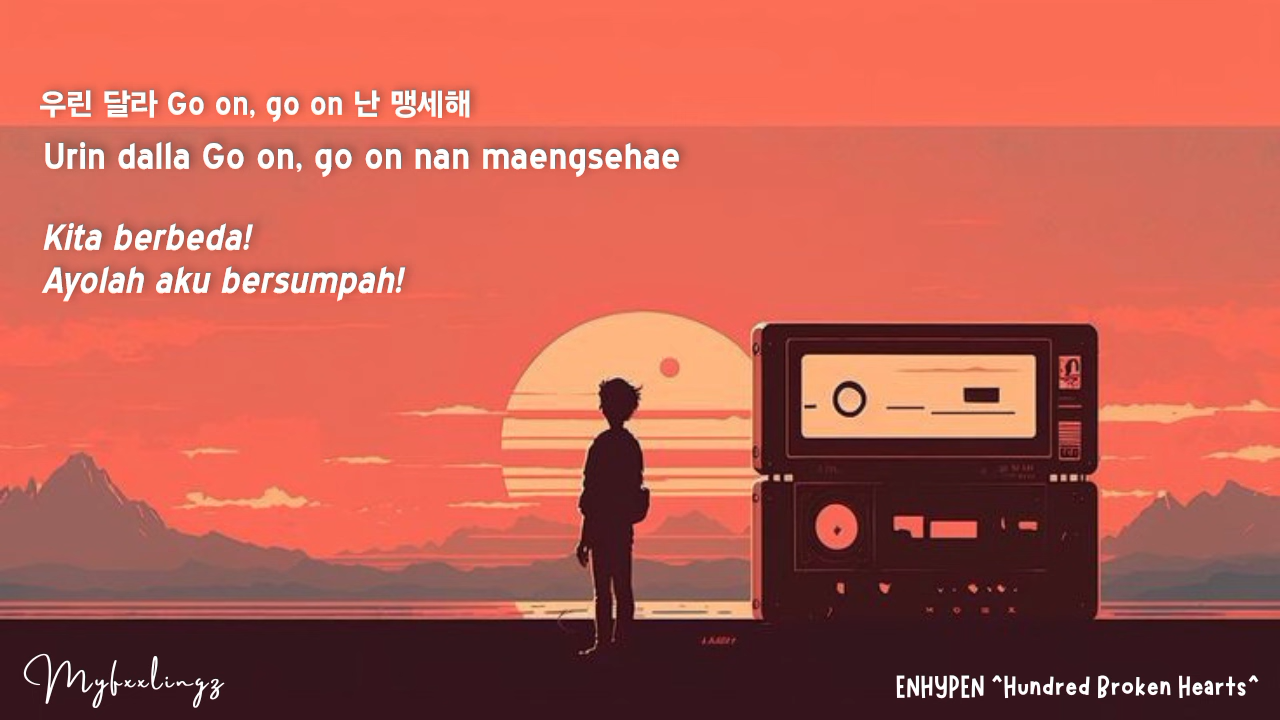 우린 달라 Go on, go on 난 맹세해
Urin dalla Go on, go on nan maengsehae
Kita berbeda!
Ayolah aku bersumpah!
Myfxxlingz
ENHYPEN ^Hundred Broken Hearts^